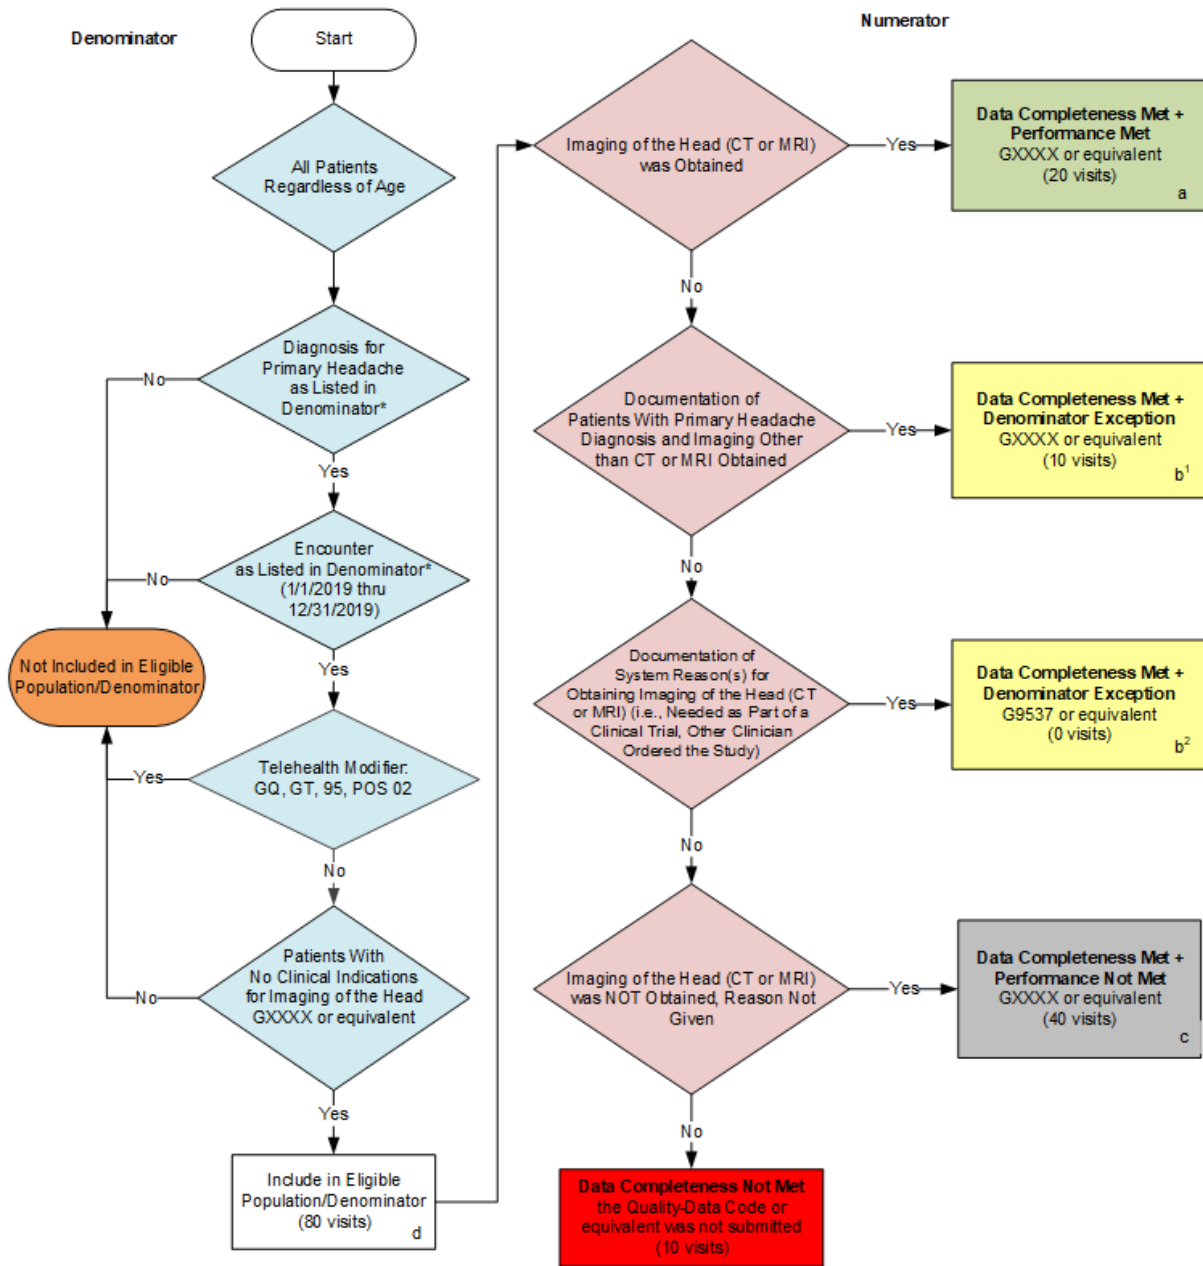 Denominator
Start
All Patients
Regardless of Age
Diagnosis for
Primary Headache
as Listed in
Denominator*
No
Yes
Encounter
as Listed in Denominator*
(1/1/2019 thru
12/31/2019)
No
Yes
Not Included in Eligible
Population/Denominator
Telehealth Modifier:
GQ, GT, 95, POS 02
Yes
No
Patients With
No Clinical Indications
for Imaging of the Head
GXXXX or equivalent
No
Yes
Include in Eligible
Population/Denominator
(80 visits)
d
Numerator
Imaging of the Head (CT or MRI)
was Obtained
Yes
Data Completeness Met +
Performance Met
GXXXX or equivalent
(20 visits)
a
No
Documentation of
Patients With Primary Headache
Diagnosis and Imaging Other
than CT or MRI Obtained
Yes
Data Completeness Met +
Denominator Exception
GXXXX or equivalent
(10 visits)
b1
No
Documentation of
System Reason(s) for
Obtaining Imaging of the Head (CT
or MRI) (i.e., Needed as Part of a
Clinical Trial, Other Clinician
Ordered the Study)
Yes
Data Completeness Met +
Denominator Exception
G9537 or equivalent
(0 visits)
b2
No
Imaging of the Head (CT or MRI)
was NOT Obtained, Reason Not
Given
Yes
Data Completeness Met +
Performance Not Met
GXXXX or equivalent
(40 visits)
c
No
Data Completeness Not Met
the Quality-Data Code or
equivalent was not submitted
(10 visits)